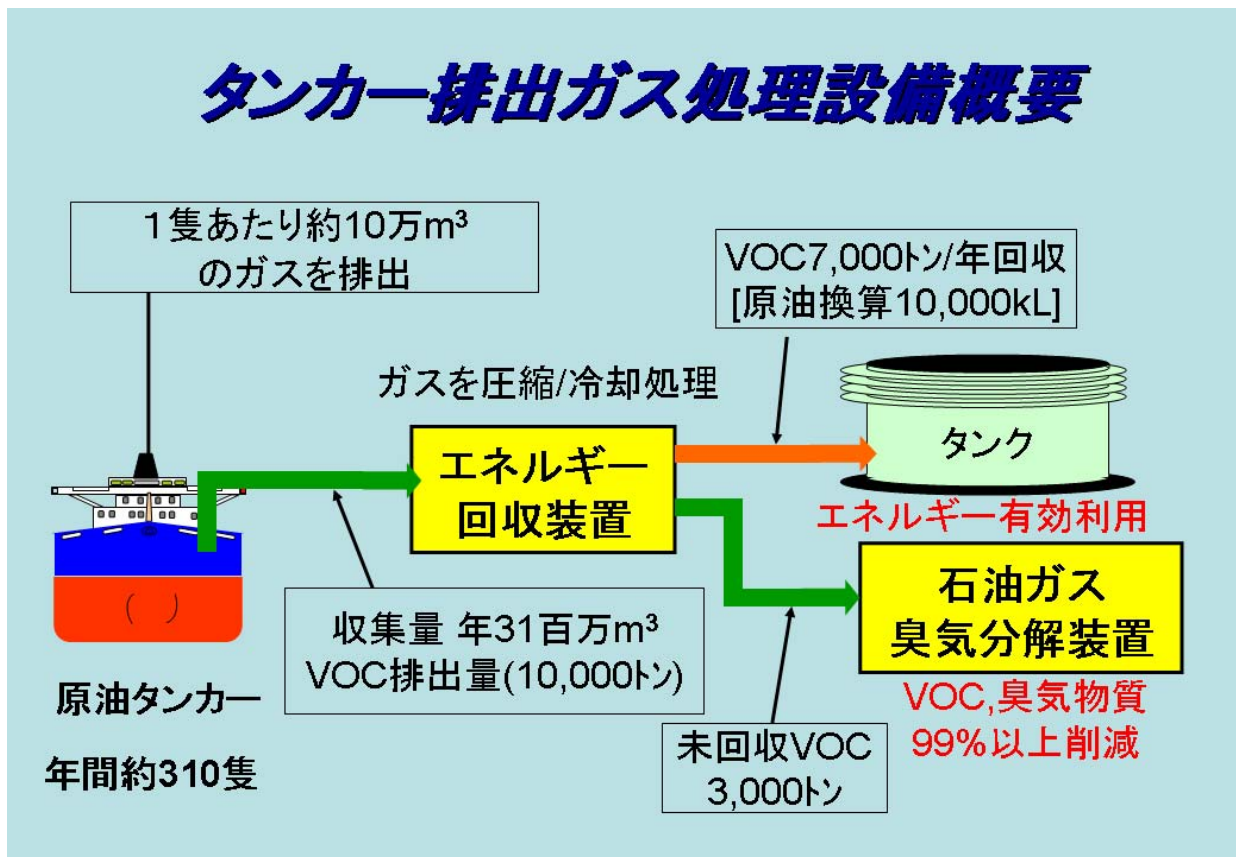 タンカー排出ガス処理設備概要
１隻あたり約10万m³
のガスを排出
VOC7,000ﾄﾝ/年回収
[原油換算10,000kL]
ガスを圧縮/冷却処理
タンク
エネルギー
回収装置
エネルギー有効利用
石油ガス
臭気分解装置
収集量 年31百万m³
VOC排出量(10,000ﾄﾝ)
VOC,臭気物質
99%以上削減
原油タンカー
年間約310隻
未回収VOC
3,000ﾄﾝ